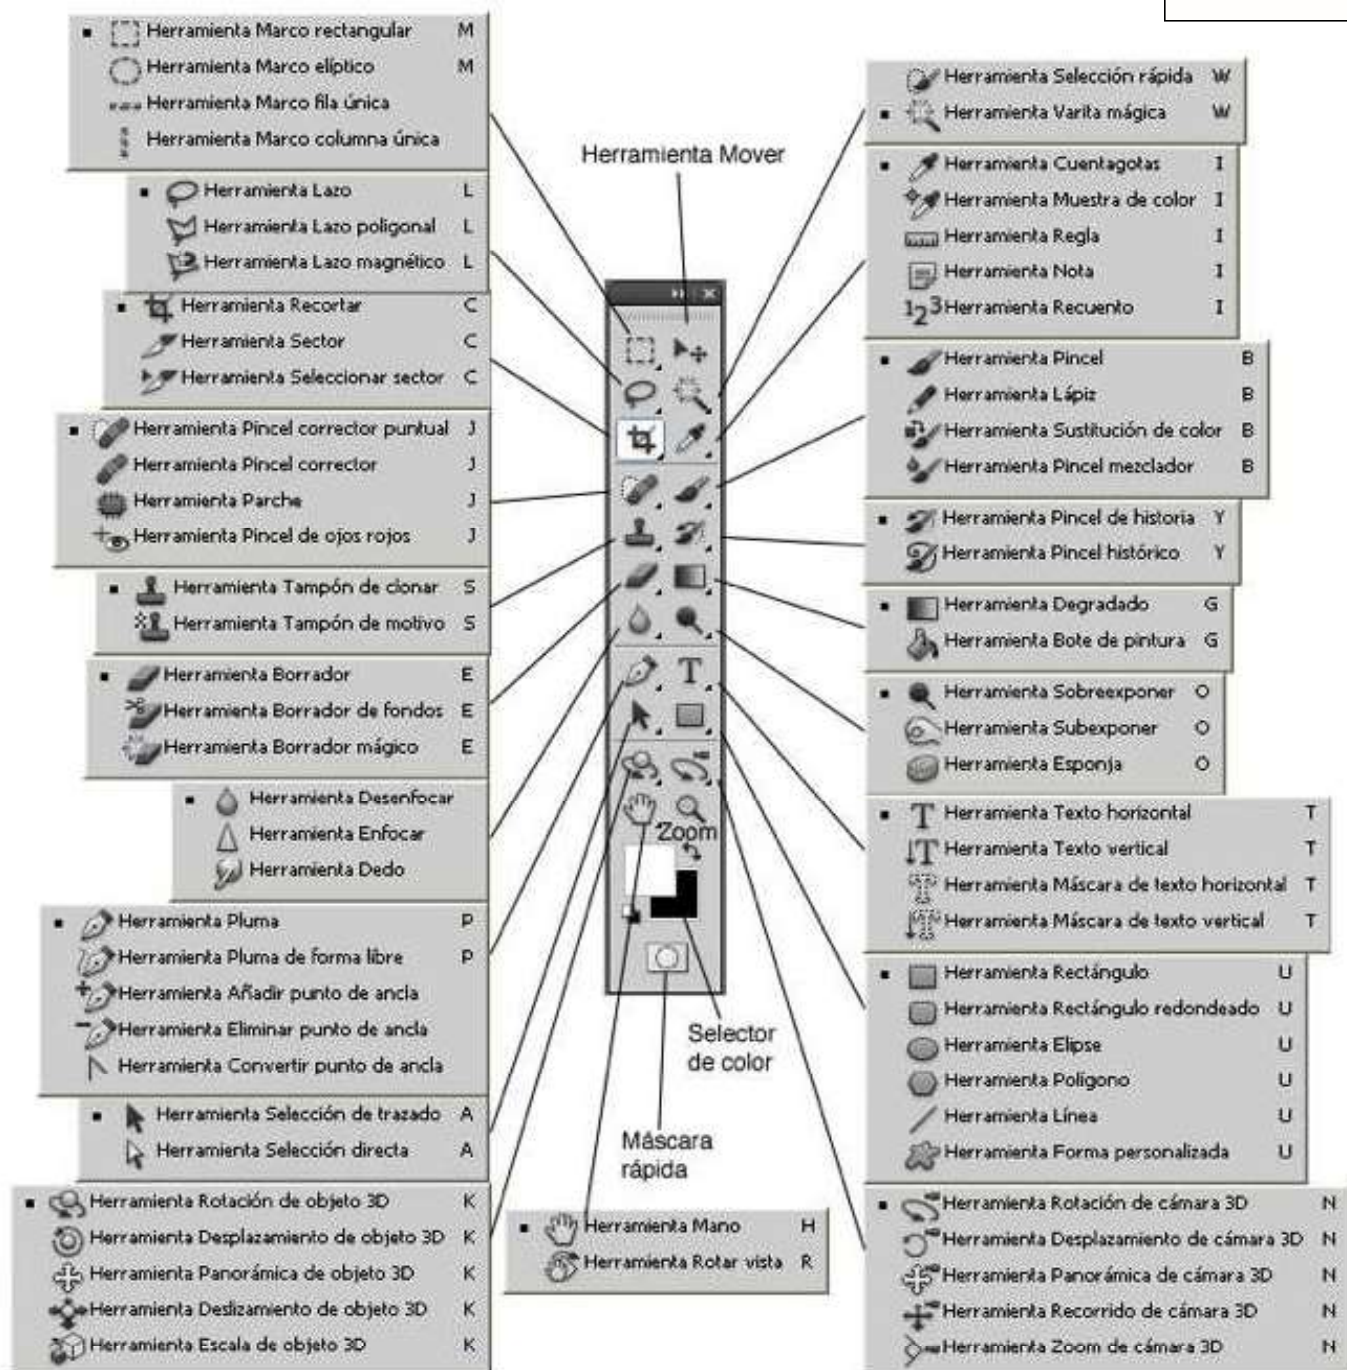 Herramienta Marco rectangular M
Herramienta Marco elíptico M
Herramienta Marco fila única
Herramienta Marco columna única
Herramienta Lazo L
Herramienta Lazo poligonal L
Herramienta Lazo magnético L
Herramienta Recortar C
Herramienta Sector C
Herramienta Seleccionar sector C
Herramienta Pincel corrector puntual J
Herramienta Pincel corrector J
Herramienta Parche J
Herramienta Pincel de ojos rojos J
Herramienta Tampón de clonar S
Herramienta Tampón de motivo S
Herramienta Borrador E
Herramienta Borrador de fondos E
Herramienta Borrador mágico E
Herramienta Desenfocar
Herramienta Enfocar
Herramienta Dedo
Herramienta Pluma P
Herramienta Pluma de forma libre P
Herramienta Añadir punto de ancla
Herramienta Eliminar punto de ancla
Herramienta Convertir punto de ancla
Herramienta Selección de trazado A
Herramienta Selección directa A
Herramienta Rotación de objeto 3D K
Herramienta Desplazamiento de objeto 3D K
Herramienta Panorámica de objeto 3D K
Herramienta Deslizamiento de objeto 3D K
Herramienta Escala de objeto 3D K
Herramienta Mover
T
Zoom
Selector
de color
Máscara
rápida
Herramienta Mano H
Herramienta Rotar vista R
Herramienta Selección rápida W
Herramienta Varita mágica W
Herramienta Cuentagotas I
Herramienta Muestra de color I
Herramienta Regla I
Herramienta Nota I
123 Herramienta Recuento I
Herramienta Pincel B
Herramienta Lápiz B
Herramienta Sustitución de color B
Herramienta Pincel mezclador B
Herramienta Pincel de historia Y
Herramienta Pincel histórico Y
Herramienta Degradado G
Herramienta Bote de pintura G
Herramienta Sobreexponer O
Herramienta Subexponer O
Herramienta Esponja O
T Herramienta Texto horizontal T
T Herramienta Texto vertical T
T Herramienta Máscara de texto horizontal T
T Herramienta Máscara de texto vertical T
Herramienta Rectángulo U
Herramienta Rectángulo redondeado U
Herramienta Elipse U
Herramienta Polígono U
Herramienta Línea U
Herramienta Forma personalizada U
Herramienta Rotación de cámara 3D N
Herramienta Desplazamiento de cámara 3D N
Herramienta Panorámica de cámara 3D N
Herramienta Recorrido de cámara 3D N
Herramienta Zoom de cámara 3D N